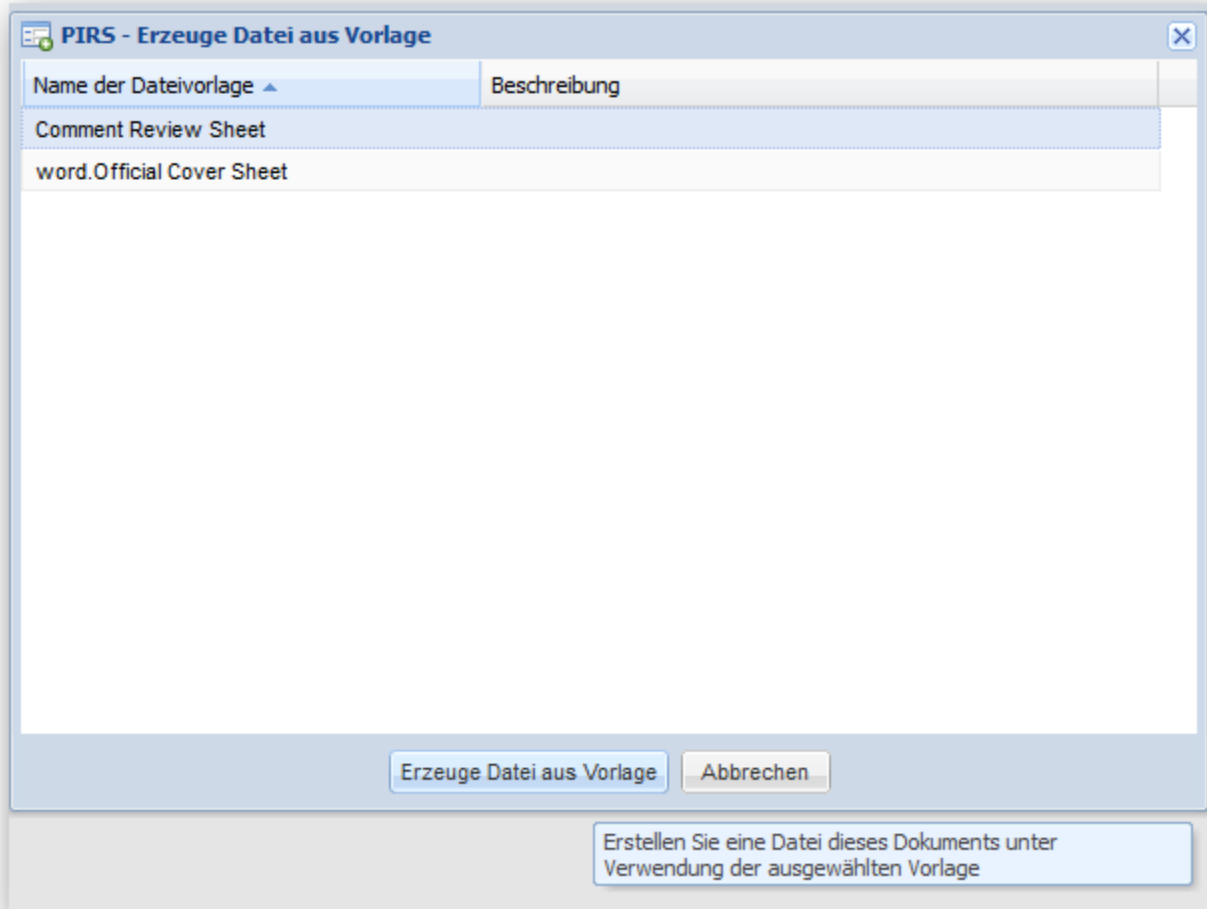 PIRS - Erzeuge Datei aus Vorlage
Name der Dateivorlage Beschreibung
Comment Review Sheet
word.Official Cover Sheet
Erzeuge Datei aus Vorlage Abbrechen
Erstellen Sie eine Datei dieses Dokuments unter
Verwendung der ausgewählten Vorlage